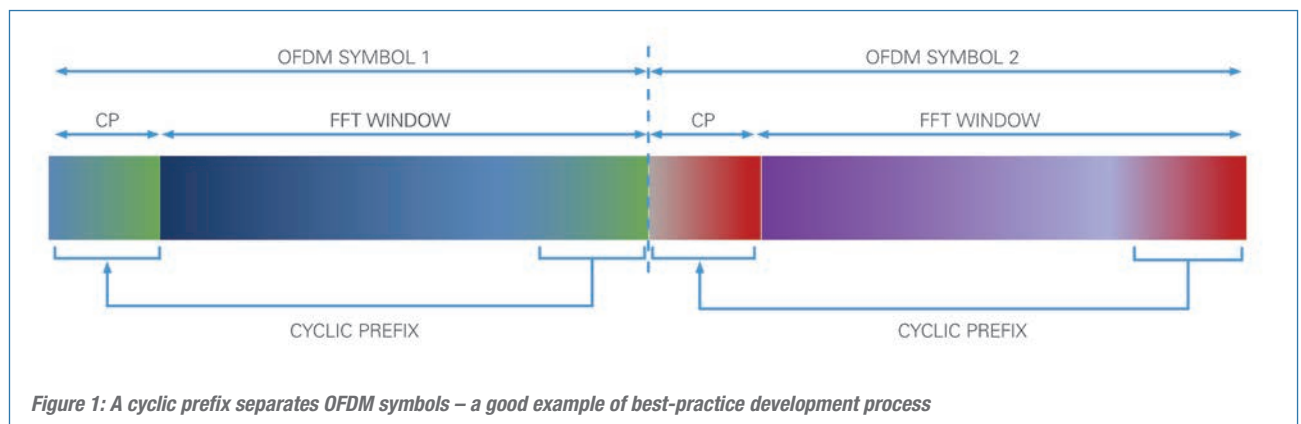 OFDM SYMBOL 1 OFDM SYMBOL 2
CP FFT WINDOW CP FFT WINDOW
CYCLIC PREFIX CYCLIC PREFIX
Figure 1: A cyclic prefix separates OFDM symbols – a good example of best-practice development process